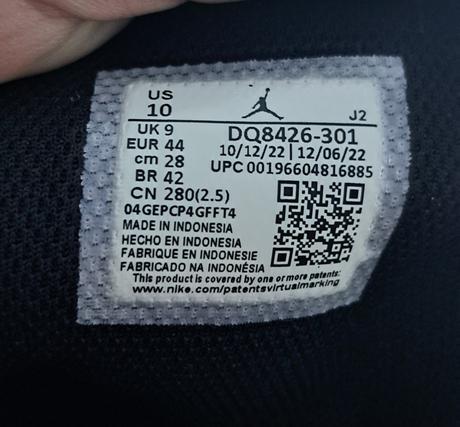 US
10
J2
UK 9
EUR 44
cm 28
BR 42
CN 280(2.5)
DQ8426-301
10/12/22 | 12/06/22
UPC 00196604816885
04GEPCP4GFFT4
MADE IN INDONESIA
HECHO EN INDONESIA
FABRIQUE EN INDONESIE
FABRICADO NA INDONÉSIA
This product is covered by one or more patents:
www.nike.com/patentsvirtualmarking